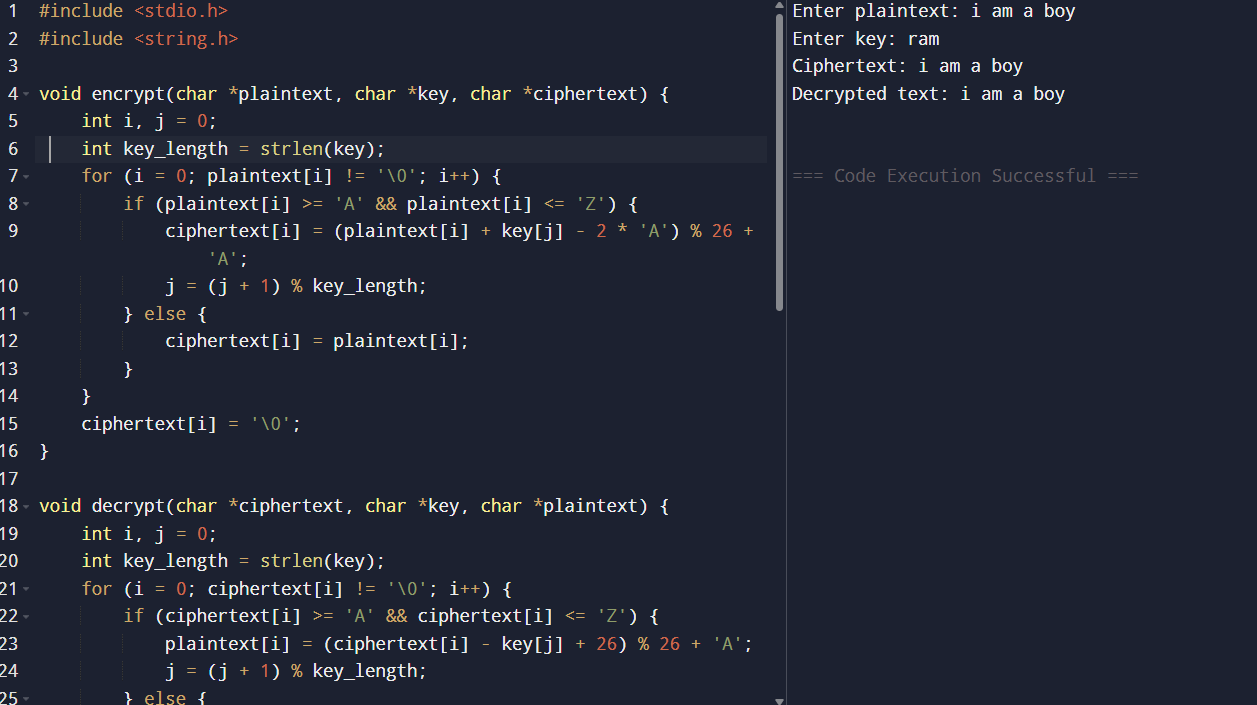 1 #include <stdio.h>
2 #include <string.h>
3
4 void encrypt(char *plaintext, char *key, char *ciphertext) {
5     int i, j = 0;
6     int key_length = strlen(key);
7     for (i = 0; plaintext[i] != '\0'; i++) {
8         if (plaintext[i] >= 'A' && plaintext[i] <= 'Z') {
9             ciphertext[i] = (plaintext[i] + key[j] - 2 * 'A') % 26 +
                'A';
10             j = (j + 1) % key_length;
11         } else {
12             ciphertext[i] = plaintext[i];
13         }
14     }
15     ciphertext[i] = '\0';
16 }
17
18 void decrypt(char *ciphertext, char *key, char *plaintext) {
19     int i, j = 0;
20     int key_length = strlen(key);
21     for (i = 0; ciphertext[i] != '\0'; i++) {
22         if (ciphertext[i] >= 'A' && ciphertext[i] <= 'Z') {
23             plaintext[i] = (ciphertext[i] - key[j] + 26) % 26 + 'A';
24             j = (j + 1) % key_length;
25         } else {
Enter plaintext: i am a boy
Enter key: ram
Ciphertext: i am a boy
Decrypted text: i am a boy
=== Code Execution Successful ===